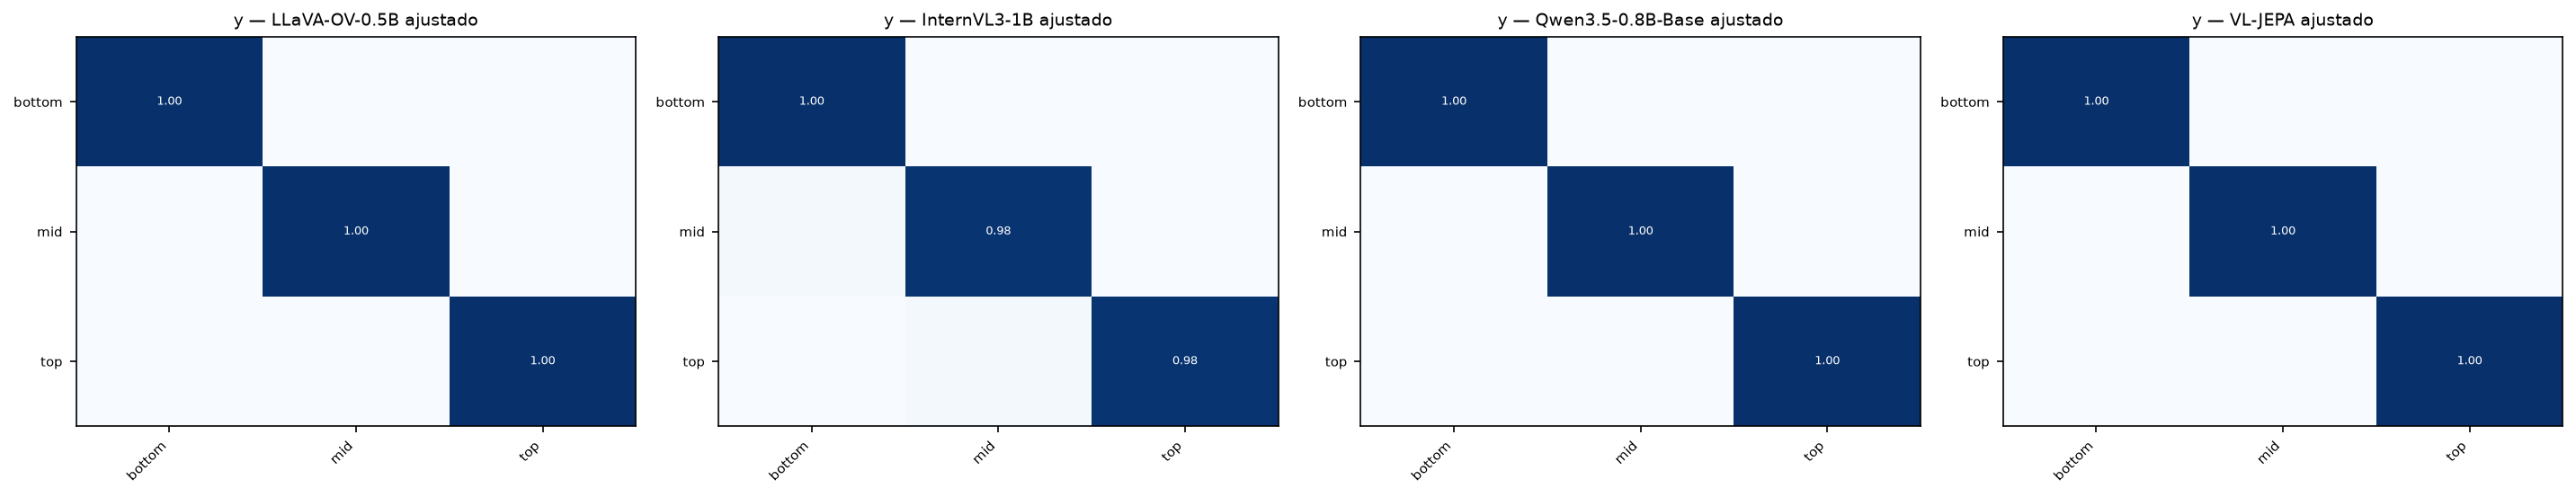 y — LLaVA-OV-0.5B ajustado
bottom
mid
top
1.00
1.00
1.00
bottom
mid
top
y — InternVL3-1B ajustado
bottom
mid
top
1.00
0.98
0.98
bottom
mid
top
y — Qwen3.5-0.8B-Base ajustado
bottom
mid
top
1.00
1.00
1.00
bottom
mid
top
y — VL-JEPA ajustado
bottom
mid
top
1.00
1.00
1.00
bottom
mid
top